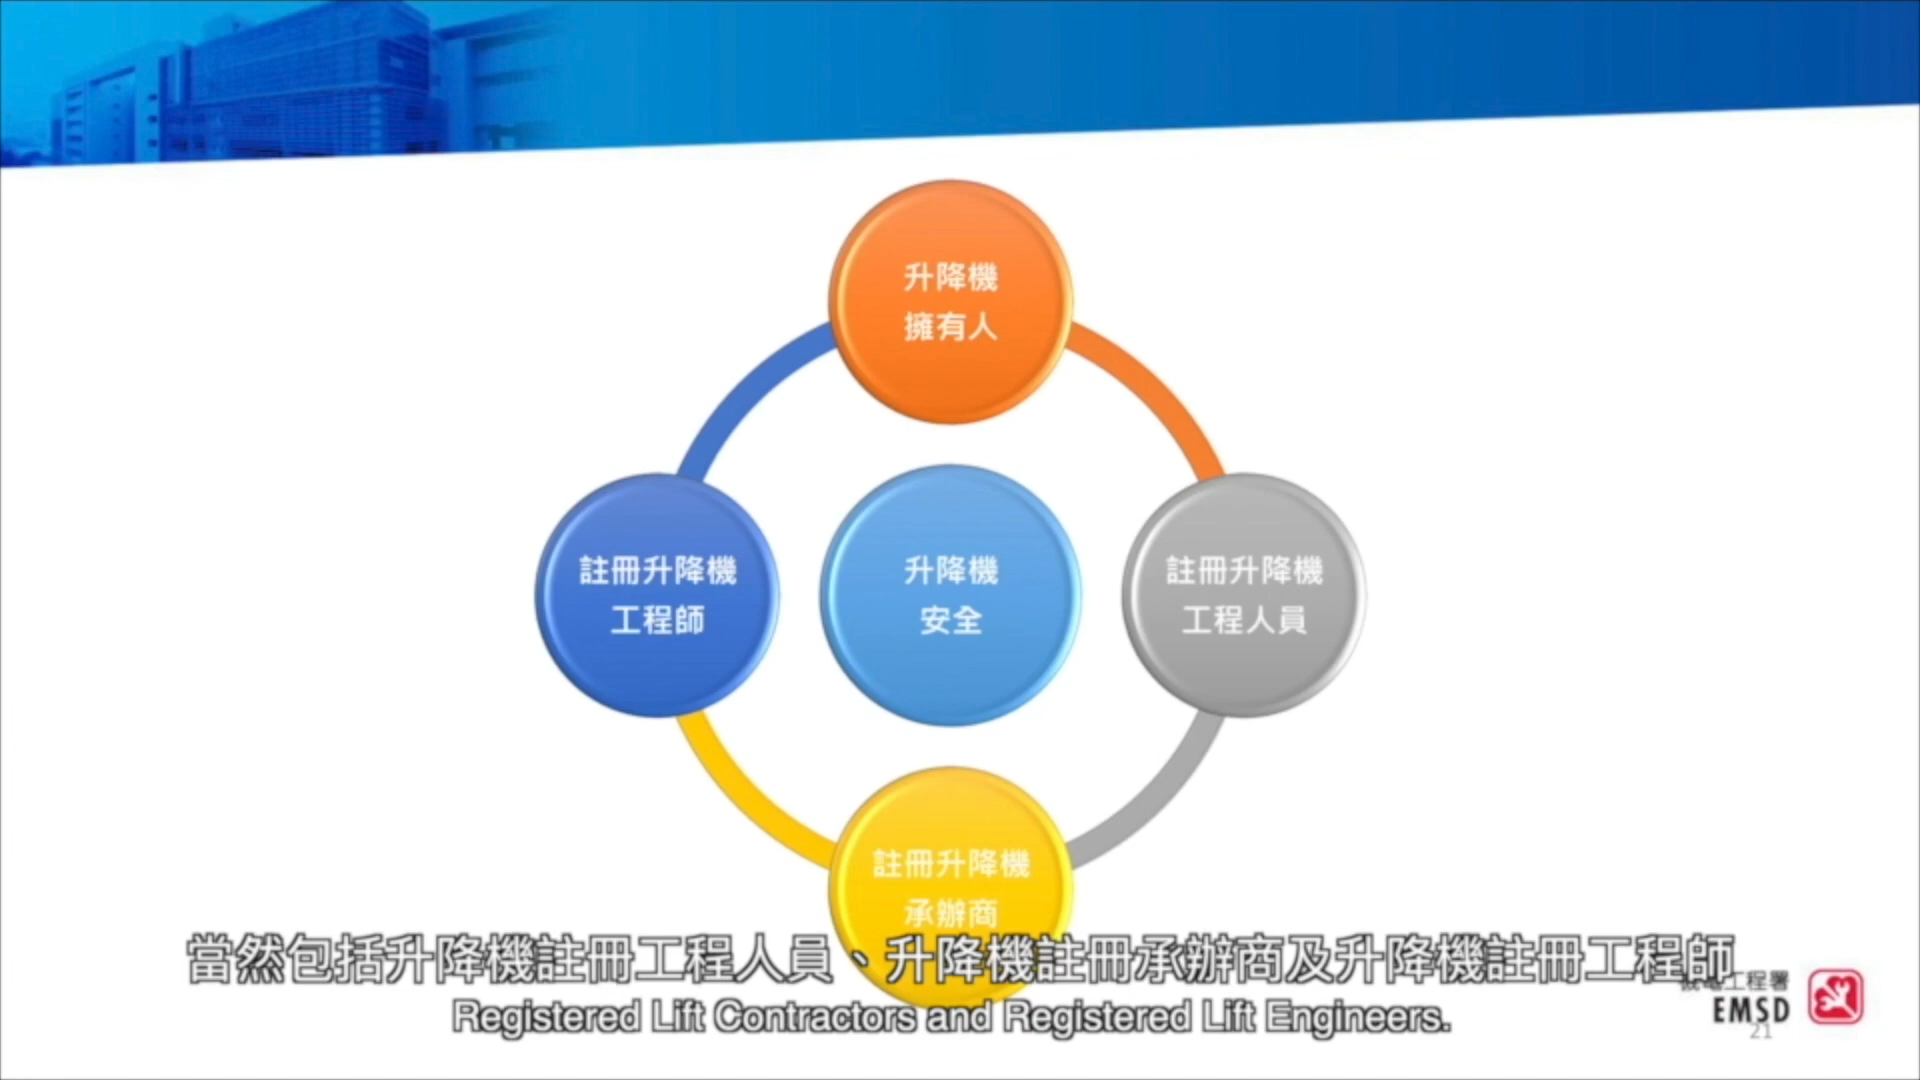 升降機
擁有人
註冊升降機
工程師
升降機
安全
註冊升降機
工程人員
註冊升降機
承辦商
當然包括升降機註冊工程人員、升降機註冊承辦商及升降機註冊工程師
Registered Lift Contractors and Registered Lift Engineers.
工程署
EMSD
21